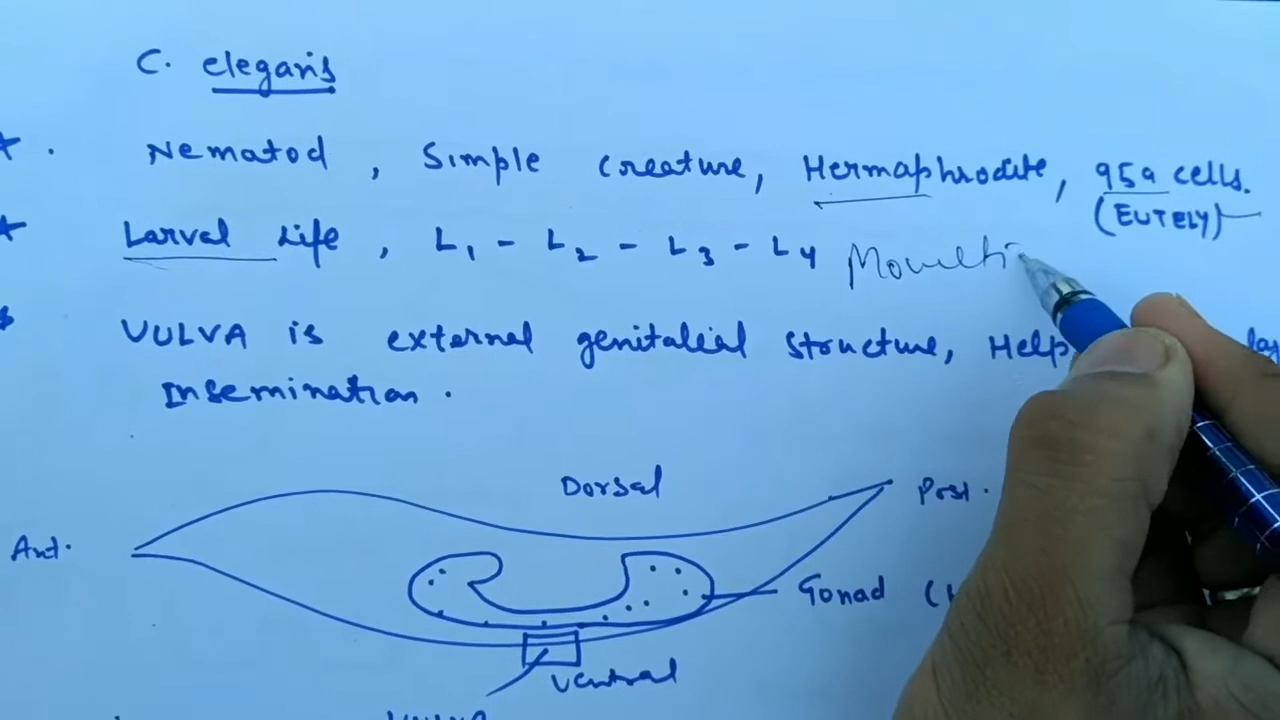 C. elegans
Nematod, Simple creature, Hermaphrodite, 959 cells.
(EUTELY)
Larval Life, L1 - L2 - L3 - L4
VULVA is external genitalial structure, Help
Insemination.
Dorsal
Post.
Ant.
Gonad (
Ventral